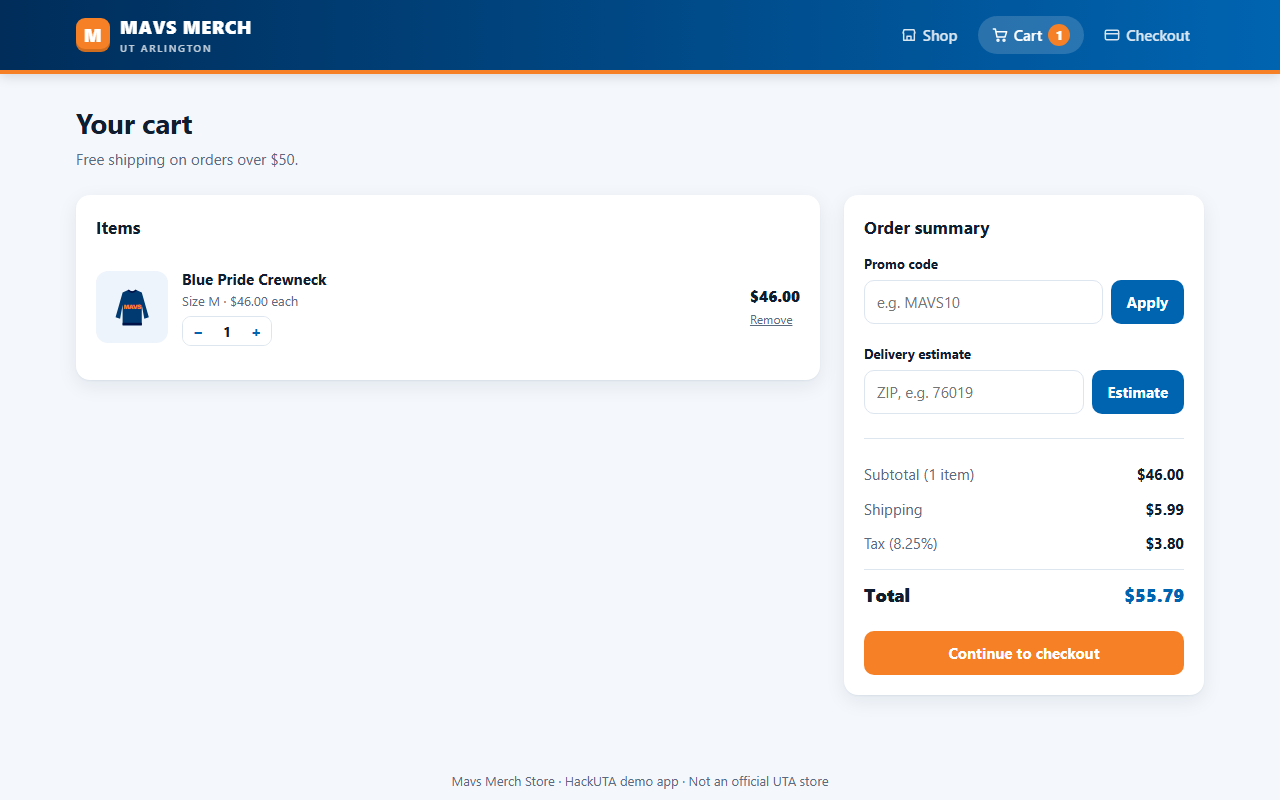 M
MAVS MERCH
UT ARLINGTON
Shop
Cart 1
Checkout
Your cart
Free shipping on orders over $50.
Items
MAVS
Blue Pride Crewneck
Size M · $46.00 each
− 1 +
$46.00
Remove
Order summary
Promo code
e.g. MAVS10
Apply
Delivery estimate
ZIP, e.g. 76019
Estimate
Subtotal (1 item) $46.00
Shipping $5.99
Tax (8.25%) $3.80
Total $55.79
Continue to checkout
Mavs Merch Store · HackUTA demo app · Not an official UTA store